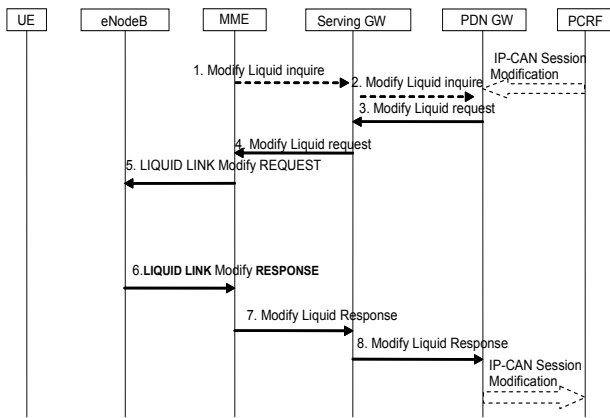 UE eNodeB MME Serving GW PDN GW PCRF
IP-CAN Session
Modification
1. Modify Liquid inquire
2. Modify Liquid inquire
3. Modify Liquid request
4. Modify Liquid request
5. LIQUID LINK Modify REQUEST
6.LIQUID LINK Modify RESPONSE
7. Modify Liquid Response
8. Modify Liquid Response
IP-CAN Session
Modification